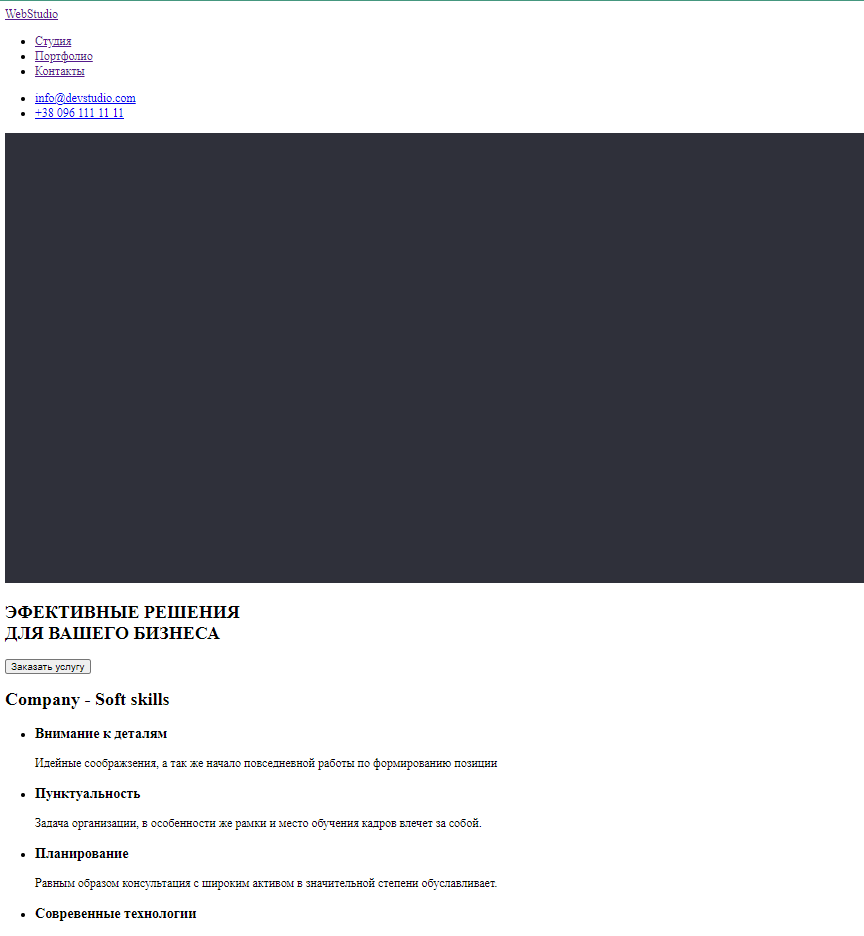 WebStudio
Студия
Портфолио
Контакты
info@devstudio.com
+38 096 111 11 11
ЭФЕКТИВНЫЕ РЕШЕНИЯ
ДЛЯ ВАШЕГО БИЗНЕСА
Заказать услугу
Company - Soft skills
Внимание к деталям
Идейные соображзения, а так же начало повседневной работы по формированию позиции
Пунктуальность
Задача организации, в особенности же рамки и место обучения кадров влечет за собой.
Планирование
Равным образом консультация с широким активом в значительной степени обуславливает.
Совревенные технологии